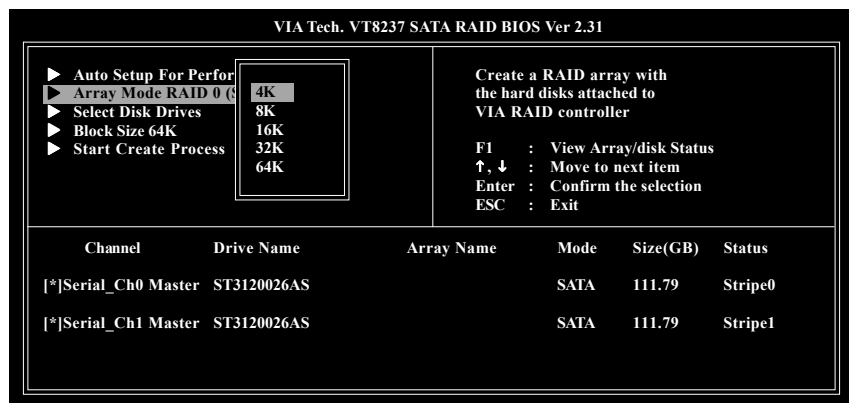 VIA Tech. VT8237 SATA RAID BIOS Ver 2.31
Auto Setup For Perfor
Array Mode RAID 0 (S
Select Disk Drives
Block Size 64K
Start Create Process
4K
8K
16K
32K
64K
Create a RAID array with
the hard disks attached to
VIA RAID controller
F1 : View Array/disk Status
↑, ↓ : Move to next item
Enter : Confirm the selection
ESC : Exit
Channel Drive Name Array Name Mode Size(GB) Status
[*]Serial_Ch0 Master ST3120026AS SATA 111.79 Stripe0
[*]Serial_Ch1 Master ST3120026AS SATA 111.79 Stripe1